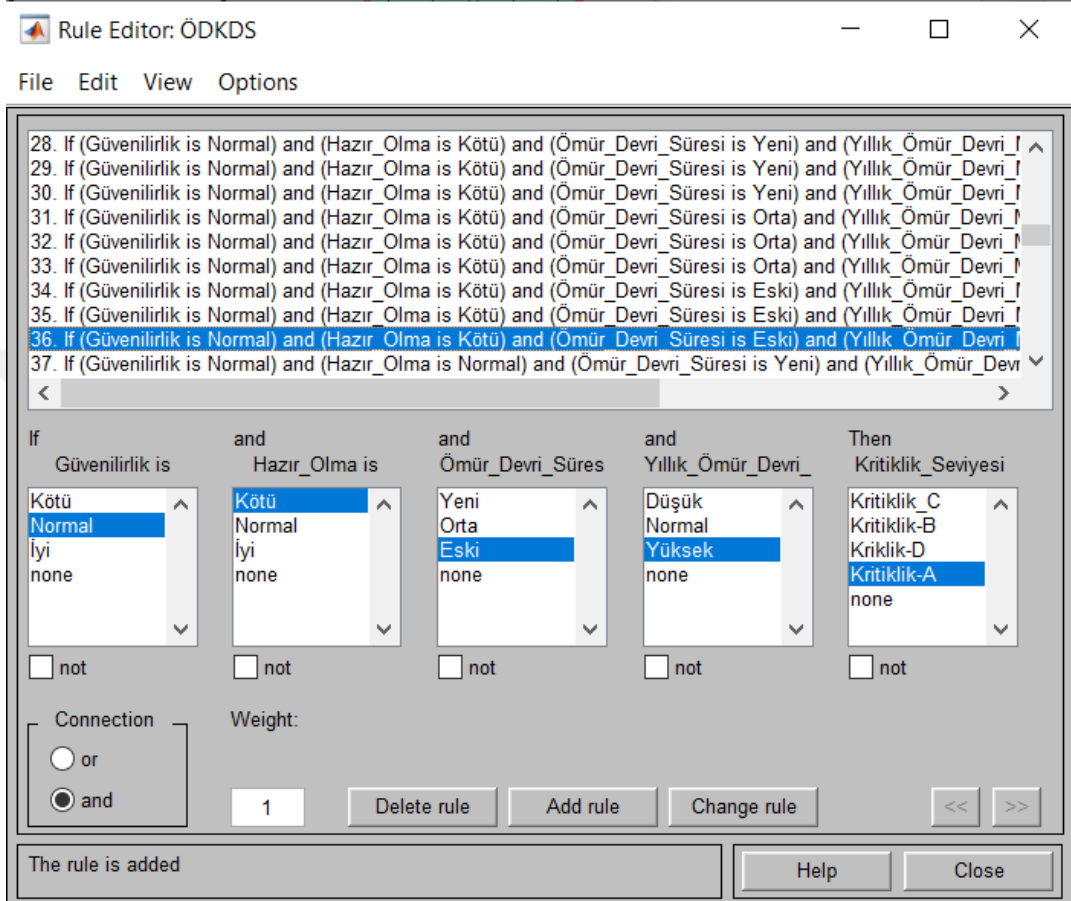 Rule Editor: ÖDKDS
File Edit View Options
28. If (Güvenilirlik is Normal) and (Hazır_Olma is Kötü) and (Ömür_Devri_Süresi is Yeni) and (Yıllık_Ömür_Devri_
29. If (Güvenilirlik is Normal) and (Hazır_Olma is Kötü) and (Ömür_Devri_Süresi is Yeni) and (Yıllık_Ömür_Devri_
30. If (Güvenilirlik is Normal) and (Hazır_Olma is Kötü) and (Ömür_Devri_Süresi is Yeni) and (Yıllık_Ömür_Devri_
31. If (Güvenilirlik is Normal) and (Hazır_Olma is Kötü) and (Ömür_Devri_Süresi is Orta) and (Yıllık_Ömür_Devri_
32. If (Güvenilirlik is Normal) and (Hazır_Olma is Kötü) and (Ömür_Devri_Süresi is Orta) and (Yıllık_Ömür_Devri_
33. If (Güvenilirlik is Normal) and (Hazır_Olma is Kötü) and (Ömür_Devri_Süresi is Orta) and (Yıllık_Ömür_Devri_
34. If (Güvenilirlik is Normal) and (Hazır_Olma is Kötü) and (Ömür_Devri_Süresi is Eski) and (Yıllık_Ömür_Devri_
35. If (Güvenilirlik is Normal) and (Hazır_Olma is Kötü) and (Ömür_Devri_Süresi is Eski) and (Yıllık_Ömür_Devri_
36. If (Güvenilirlik is Normal) and (Hazır_Olma is Kötü) and (Ömür_Devri_Süresi is Eski) and (Yıllık_Ömür_Devri_
37. If (Güvenilirlik is Normal) and (Hazır_Olma is Normal) and (Ömür_Devri_Süresi is Yeni) and (Yıllık_Ömür_Devr
If and and and Then
Güvenilirlik is Hazır_Olma is Ömür_Devri_Süres Yıllık_Ömür_Devri_ Kritiklik_Seviyesi
Kötü Kötü Yeni Düşük Kritiklik_C
Normal Normal Orta Normal Kritiklik-B
İyi İyi Eski Yüksek Kriklik-D
none none none none Kritiklik-A
none
not not not not not
Connection Weight:
or
and 1 Delete rule Add rule Change rule << >>
The rule is added Help Close